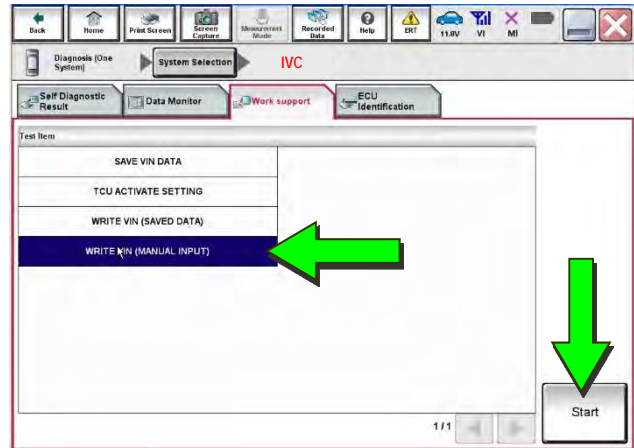 Back Home Print Screen Screen Capture Measurement Mode Recorded Data Help ERT 11.8V VI MI
Diagnosis (One System) System Selection IVC
Self Diagnostic Result Data Monitor Work support ECU Identification
Test Item
SAVE VIN DATA
TCU ACTIVATE SETTING
WRITE VIN (SAVED DATA)
WRITE VIN (MANUAL INPUT)
1/1
Start